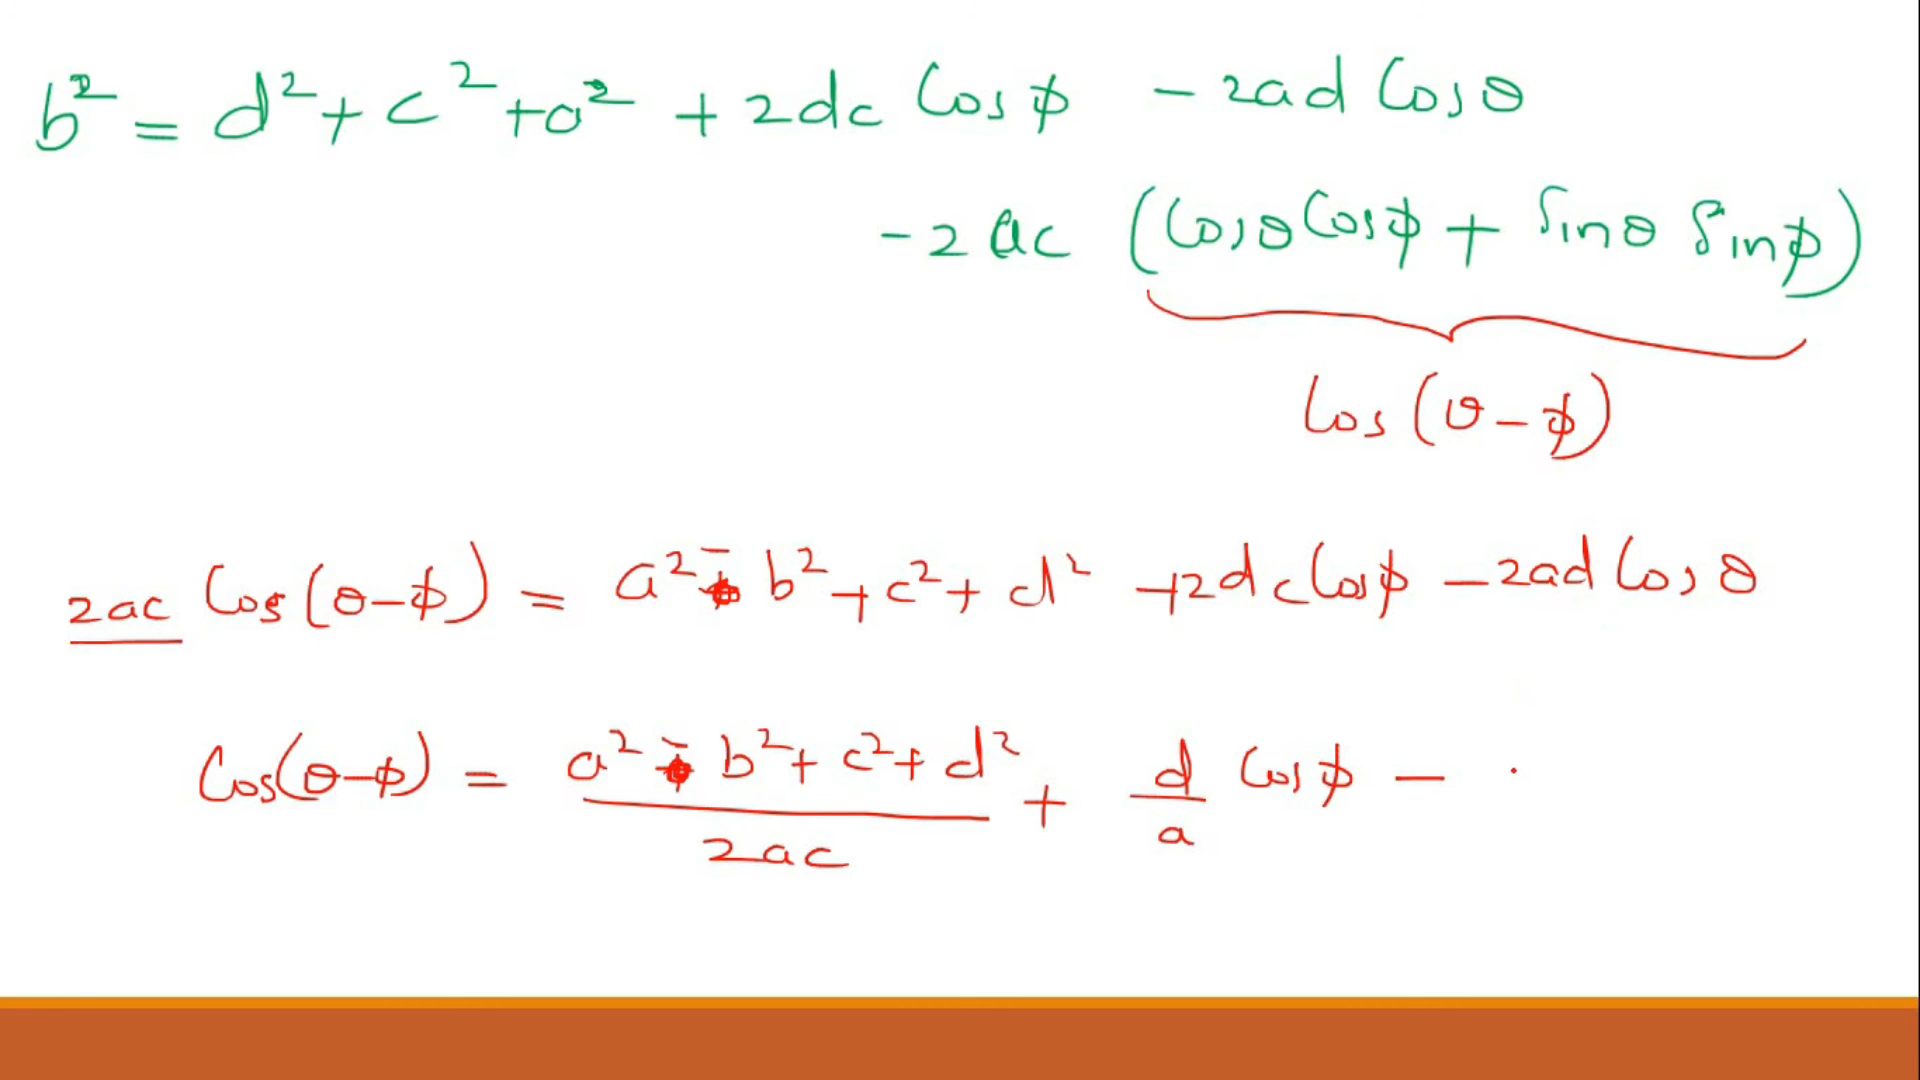 b² = d² + c² + a² + 2dc Cos φ - 2ad Cos θ
- 2ac (Cos θ Cos φ + Sin θ Sin φ)
Cos (θ - φ)
2ac Cos (θ - φ) = a² - b² + c² + d² + 2dc Cos φ - 2ad Cos θ
Cos (θ - φ) = (a² - b² + c² + d²) / 2ac + d/a Cos φ -